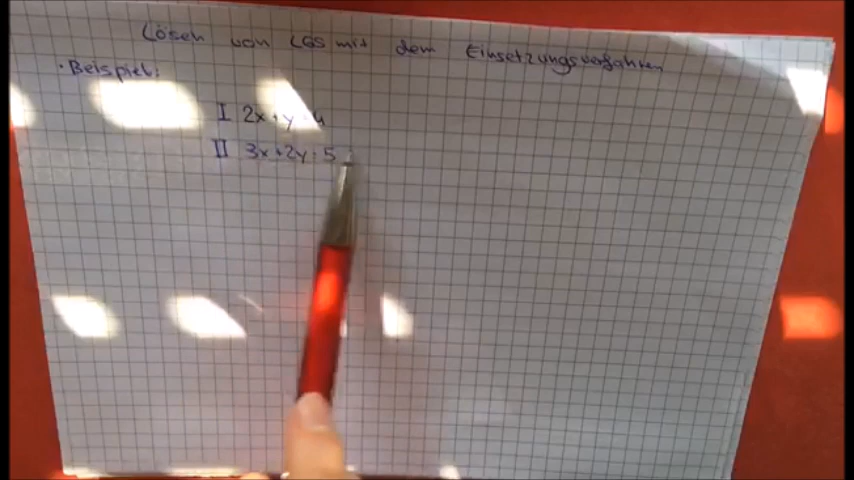 Lösen von LGS mit dem Einsetzungsverfahren
• Beispiel:
I 2x+y=4
II 3x+2y=5